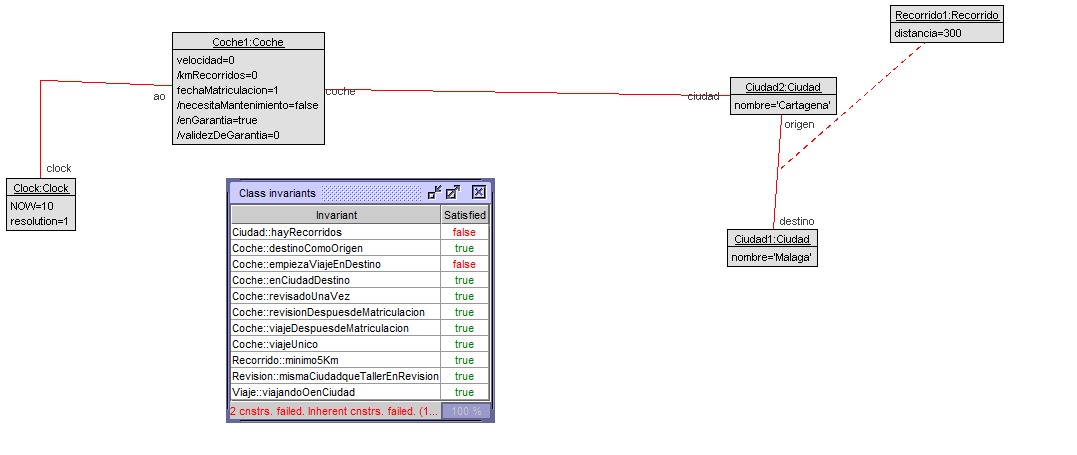 Recorrido1:Recorrido
distancia=300
Coche1:Coche
velocidad=0
/kmRecorridos=0
fechaMatriculacion=1
/necesitaMantenimiento=false
/enGarantia=true
/validezDeGarantia=0
ao
coche
ciudad
Ciudad2:Ciudad
nombre='Cartagena'
origen
clock
Clock:Clock
NOW=10
resolution=1
destino
Ciudad1:Ciudad
nombre='Malaga'
Class invariants
Invariant Satisfied
Ciudad::hayRecorridos false
Coche::destinoComoOrigen true
Coche::empiezaViajeEnDestino false
Coche::enCiudadDestino true
Coche::revisadoUnaVez true
Coche::revisionDespuesdeMatriculacion true
Coche::viajeDespuesdeMatriculacion true
Coche::viajeUnico true
Recorrido::minimo5Km true
Revision::mismaCiudadqueTallerEnRevision true
Viaje::viajandoOenCiudad true
2 cnstrs. failed. Inherent cnstrs. failed. (1... 100 %